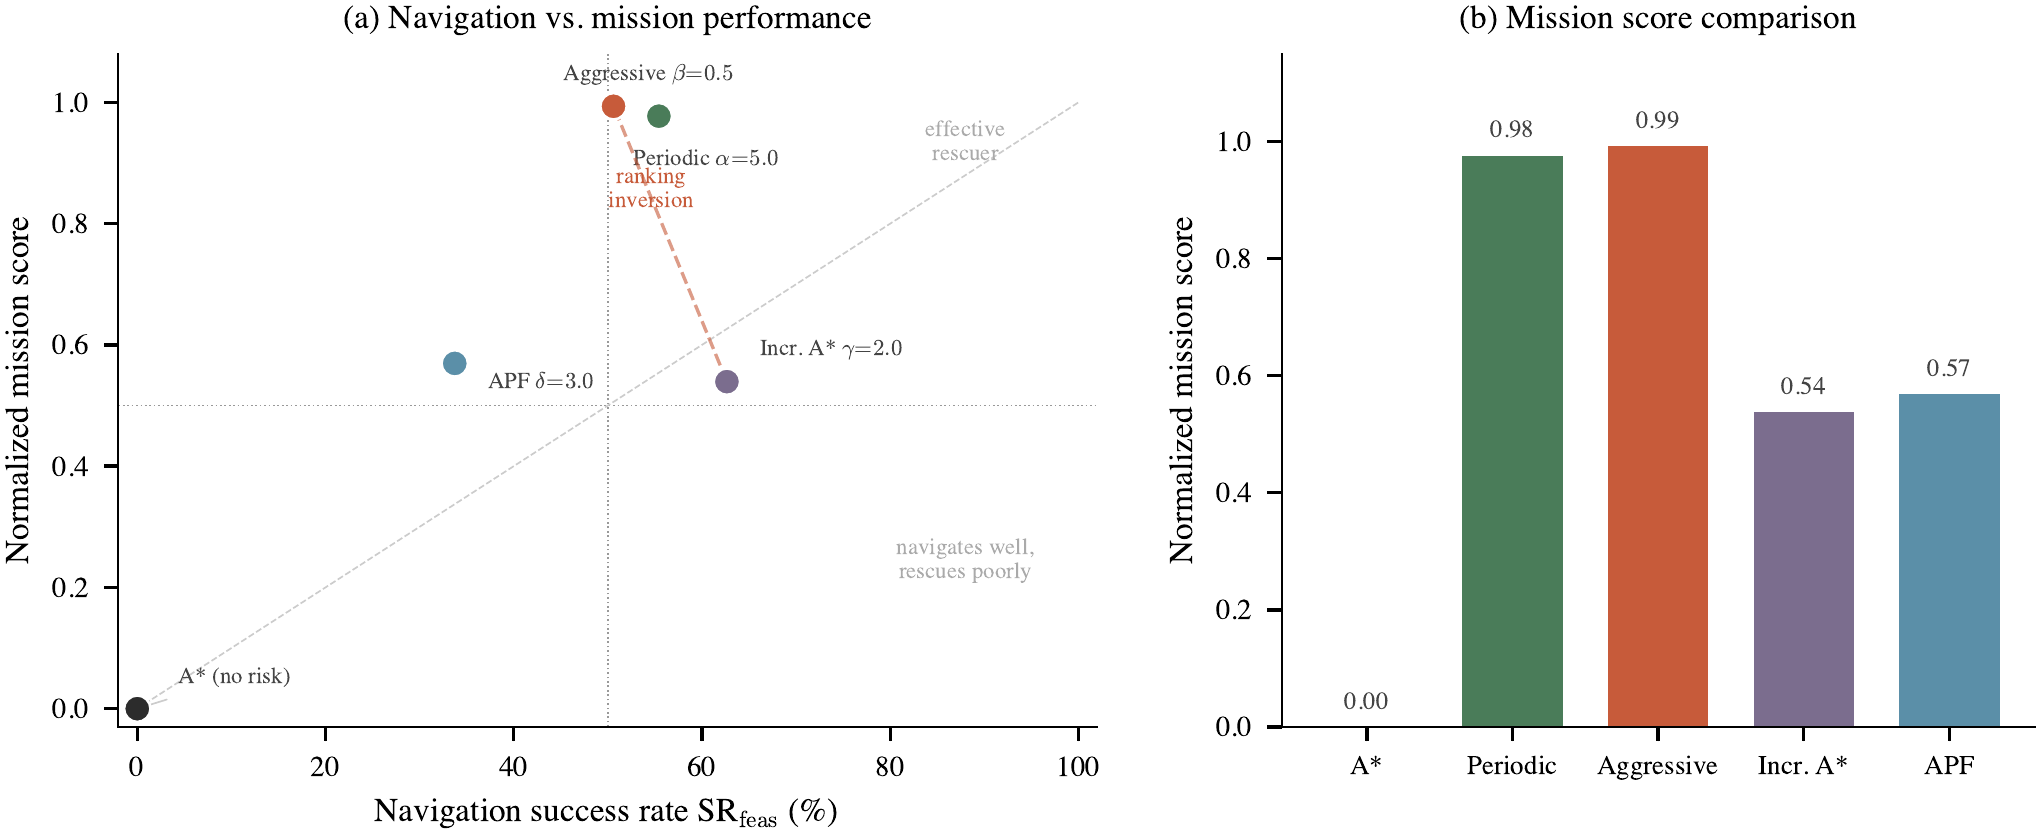 (a) Navigation vs. mission performance
Normalized mission score
1.0
0.8
0.6
0.4
0.2
0.0
Aggressive β=0.5
Periodic α=5.0
ranking
inversion
effective
rescuer
Incr. A* γ=2.0
APF δ=3.0
navigates well,
rescues poorly
A* (no risk)
0
20
40
60
80
100
Navigation success rate SR_feas (%)
(b) Mission score comparison
Normalized mission score
1.0
0.8
0.6
0.4
0.2
0.0
0.00
0.98
0.99
0.54
0.57
A*
Periodic
Aggressive
Incr. A*
APF